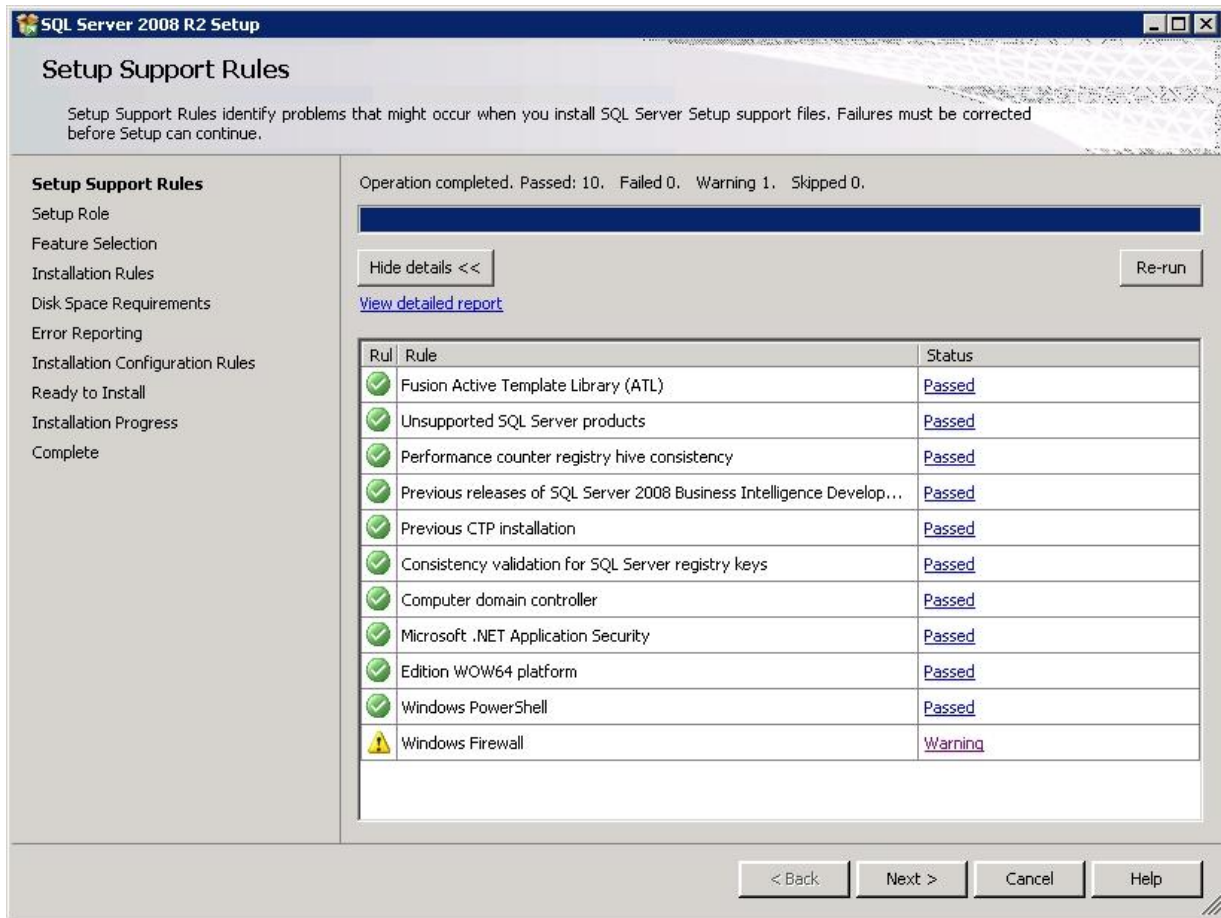 SQL Server 2008 R2 Setup
Setup Support Rules
Setup Support Rules identify problems that might occur when you install SQL Server Setup support files. Failures must be corrected
before Setup can continue.
Setup Support Rules
Setup Role
Feature Selection
Installation Rules
Disk Space Requirements
Error Reporting
Installation Configuration Rules
Ready to Install
Installation Progress
Complete
Operation completed. Passed: 10. Failed 0. Warning 1. Skipped 0.
Hide details <<
Re-run
View detailed report
Rul Rule Status
Fusion Active Template Library (ATL) Passed
Unsupported SQL Server products Passed
Performance counter registry hive consistency Passed
Previous releases of SQL Server 2008 Business Intelligence Develop... Passed
Previous CTP installation Passed
Consistency validation for SQL Server registry keys Passed
Computer domain controller Passed
Microsoft .NET Application Security Passed
Edition WOW64 platform Passed
Windows PowerShell Passed
Windows Firewall Warning
< Back Next > Cancel Help